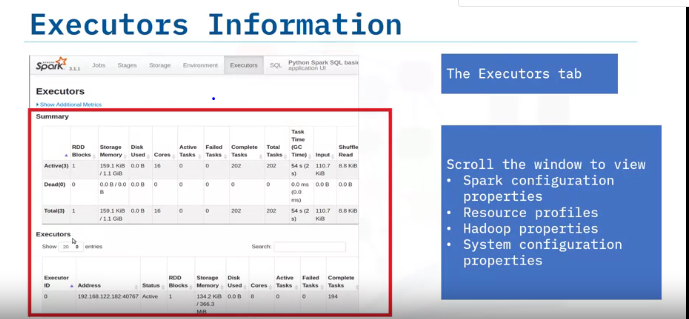 Executors Information
Spark 3.1.1 Jobs Stages Storage Environment Executors SQL Python Spark SQL basic
application UI
Executors
Show Additional Metrics
Summary
RDD Blocks Storage Memory Disk Used Cores Active Tasks Failed Tasks Complete Tasks Total Tasks Task Time (GC Time) Input Shuffle Read
Active(3) 1 159.1 KiB / 1.1 GiB 0.0 B 16 0 0 202 202 54 s (2 s) 110.7 KiB 8.8 KiB
Dead(0) 0 0.0 B / 0.0 B 0.0 B 0 0 0 0 0 0.0 ms (0.0 ms) 0.0 B 0.0 B
Total(3) 1 159.1 KiB / 1.1 GiB 0.0 B 16 0 0 202 202 54 s (2 s) 110.7 KiB 8.8 KiB
Executors
Show 20 entries Search:
Executor ID Address Status RDD Blocks Storage Memory Disk Used Cores Active Tasks Failed Tasks Complete Tasks
0 192.168.122.182:40767 Active 1 134.2 KiB / 366.3 MiB 0.0 B 8 0 0 194
The Executors tab
Scroll the window to view
• Spark configuration
properties
• Resource profiles
• Hadoop properties
• System configuration
properties